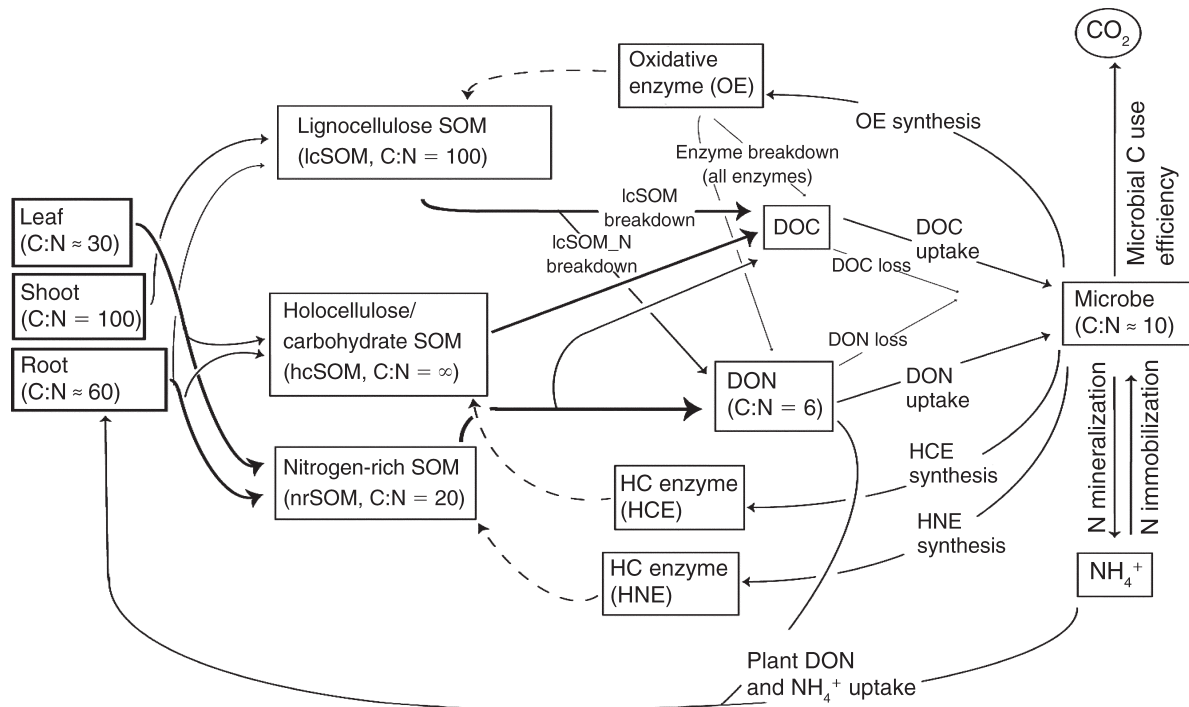 CO₂
Oxidative
enzyme (OE)
OE synthesis
Microbial C use
efficiency
Lignocellulose SOM
(lcSOM, C:N = 100)
Enzyme breakdown
(all enzymes)
Leaf
(C:N ≈ 30)
lcSOM
breakdown
DOC
DOC
uptake
lcSOM_N
breakdown
DOC loss
Shoot
(C:N = 100)
Holocellulose/
carbohydrate SOM
(hcSOM, C:N = ∞)
Microbe
(C:N ≈ 10)
Root
(C:N ≈ 60)
DON loss
DON
(C:N = 6)
DON
uptake
N mineralization
N immobilization
Nitrogen-rich SOM
(nrSOM, C:N = 20)
HC enzyme
(HCE)
HCE
synthesis
HNE
synthesis
HC enzyme
(HNE)
NH₄⁺
Plant DON
and NH₄⁺ uptake